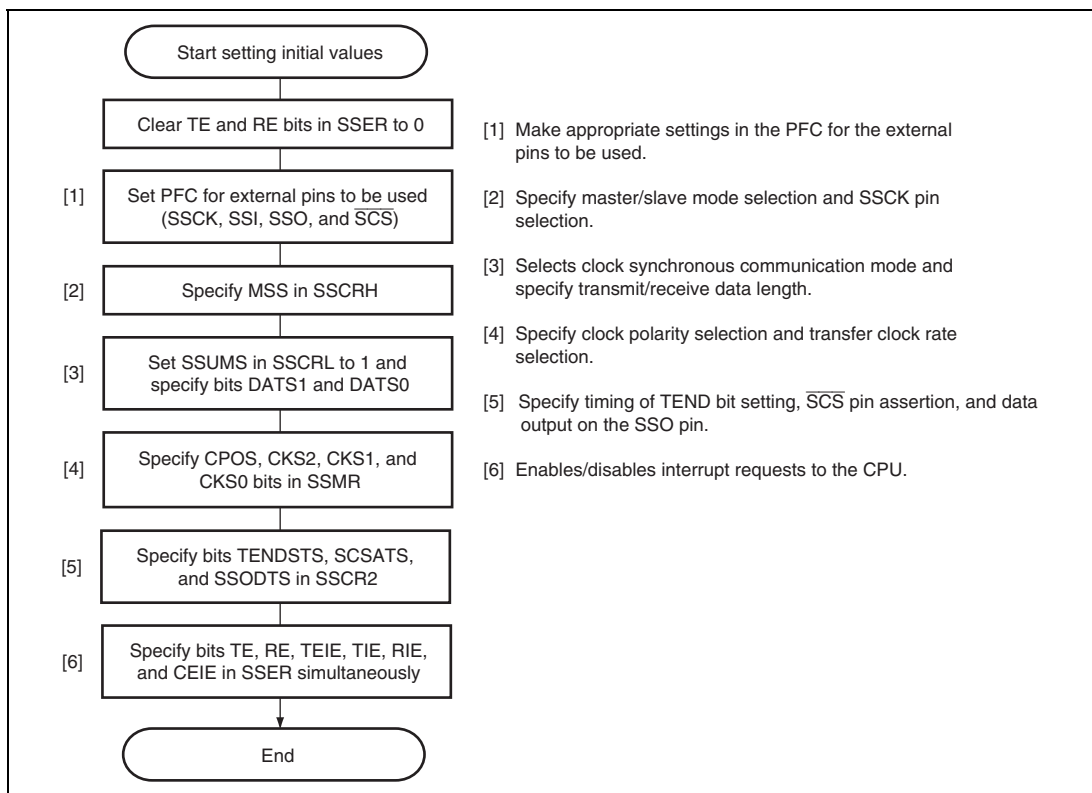 Start setting initial values
Clear TE and RE bits in SSER to 0
[1]
Set PFC for external pins to be used
(SSCK, SSI, SSO, and S̅C̅S̅)
[2]
Specify MSS in SSCRH
[3]
Set SSUMS in SSCRL to 1 and
specify bits DATS1 and DATS0
[4]
Specify CPOS, CKS2, CKS1, and
CKS0 bits in SSMR
[5]
Specify bits TENDSTS, SCSATS,
and SSODTS in SSCR2
[6]
Specify bits TE, RE, TEIE, TIE, RIE,
and CEIE in SSER simultaneously
End
[1] Make appropriate settings in the PFC for the external
pins to be used.
[2] Specify master/slave mode selection and SSCK pin
selection.
[3] Selects clock synchronous communication mode and
specify transmit/receive data length.
[4] Specify clock polarity selection and transfer clock rate
selection.
[5] Specify timing of TEND bit setting, S̅C̅S̅ pin assertion, and data
output on the SSO pin.
[6] Enables/disables interrupt requests to the CPU.